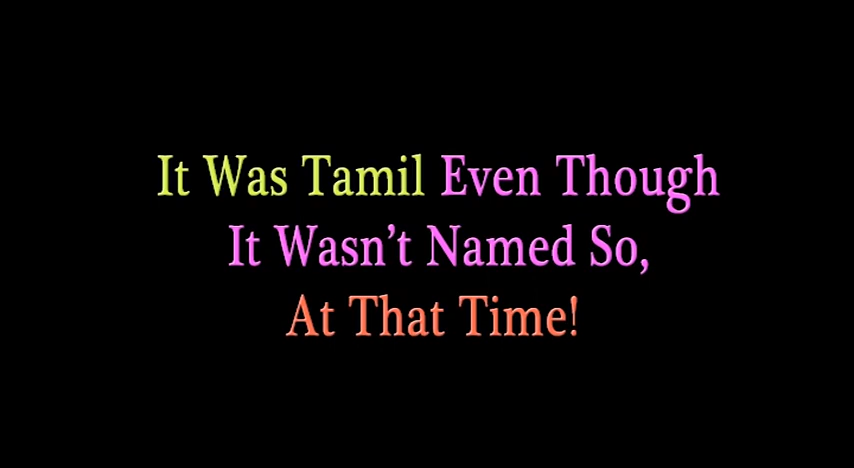 It Was Tamil Even Though
It Wasn’t Named So,
At That Time!